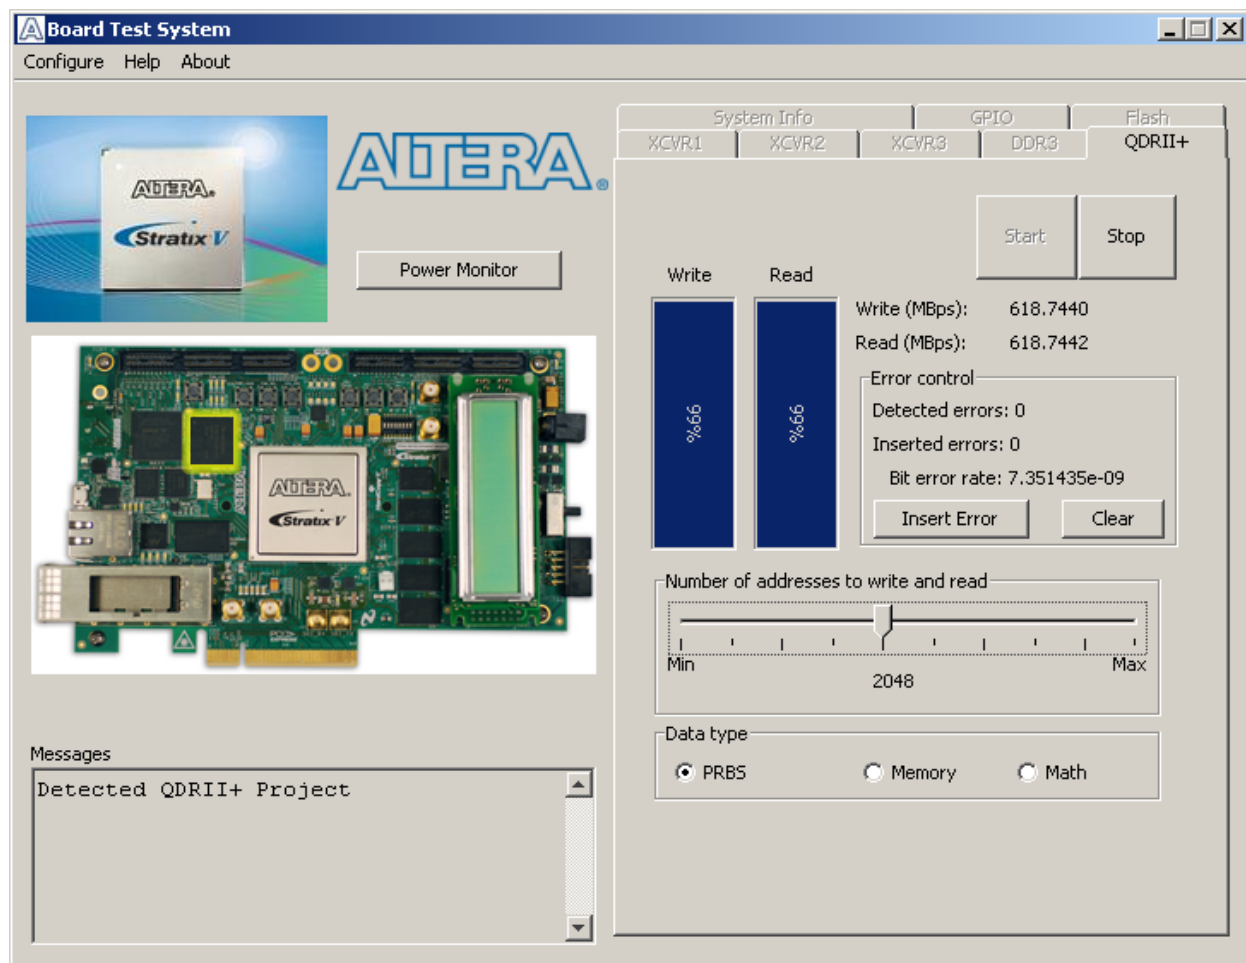 Board Test System
Configure Help About
System Info GPIO Flash
XCVR1 XCVR2 XCVR3 DDR3 QDRII+
ALTERA®
ALTERA®
Stratix V
Power Monitor
Start Stop
Write Read
Write (MBps): 618.7440
Read (MBps): 618.7442
99% 99%
Error control
Detected errors: 0
Inserted errors: 0
Bit error rate: 7.351435e-09
Insert Error Clear
ALTERA®
Stratix V
Number of addresses to write and read
Min Max
2048
Data type
PRBS Memory Math
Messages
Detected QDRII+ Project